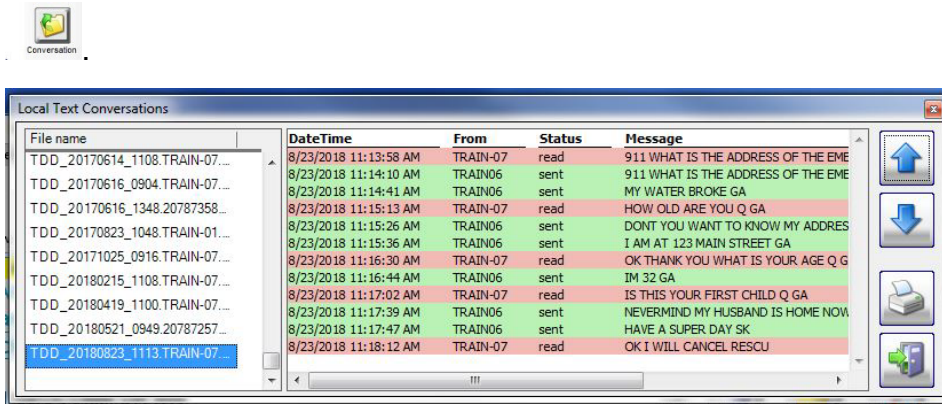 Conversation
.
Local Text Conversations
File name
TDD_20170614_1108.TRAIN-07....
TDD_20170616_0904.TRAIN-07....
TDD_20170616_1348.20787358...
TDD_20170823_1048.TRAIN-01....
TDD_20171025_0916.TRAIN-07....
TDD_20180215_1108.TRAIN-07....
TDD_20180419_1100.TRAIN-07....
TDD_20180521_0949.20787257...
TDD_20180823_1113.TRAIN-07....
DateTime From Status Message
8/23/2018 11:13:58 AM TRAIN-07 read 911 WHAT IS THE ADDRESS OF THE EME
8/23/2018 11:14:10 AM TRAIN06 sent 911 WHAT IS THE ADDRESS OF THE EME
8/23/2018 11:14:41 AM TRAIN06 sent MY WATER BROKE GA
8/23/2018 11:15:13 AM TRAIN-07 read HOW OLD ARE YOU Q GA
8/23/2018 11:15:26 AM TRAIN06 sent DONT YOU WANT TO KNOW MY ADDRES
8/23/2018 11:15:36 AM TRAIN06 sent I AM AT 123 MAIN STREET GA
8/23/2018 11:16:30 AM TRAIN-07 read OK THANK YOU WHAT IS YOUR AGE Q G
8/23/2018 11:16:44 AM TRAIN06 sent IM 32 GA
8/23/2018 11:17:02 AM TRAIN-07 read IS THIS YOUR FIRST CHILD Q GA
8/23/2018 11:17:39 AM TRAIN06 sent NEVERMIND MY HUSBAND IS HOME NOW
8/23/2018 11:17:47 AM TRAIN06 sent HAVE A SUPER DAY SK
8/23/2018 11:18:12 AM TRAIN-07 read OK I WILL CANCEL RESCU